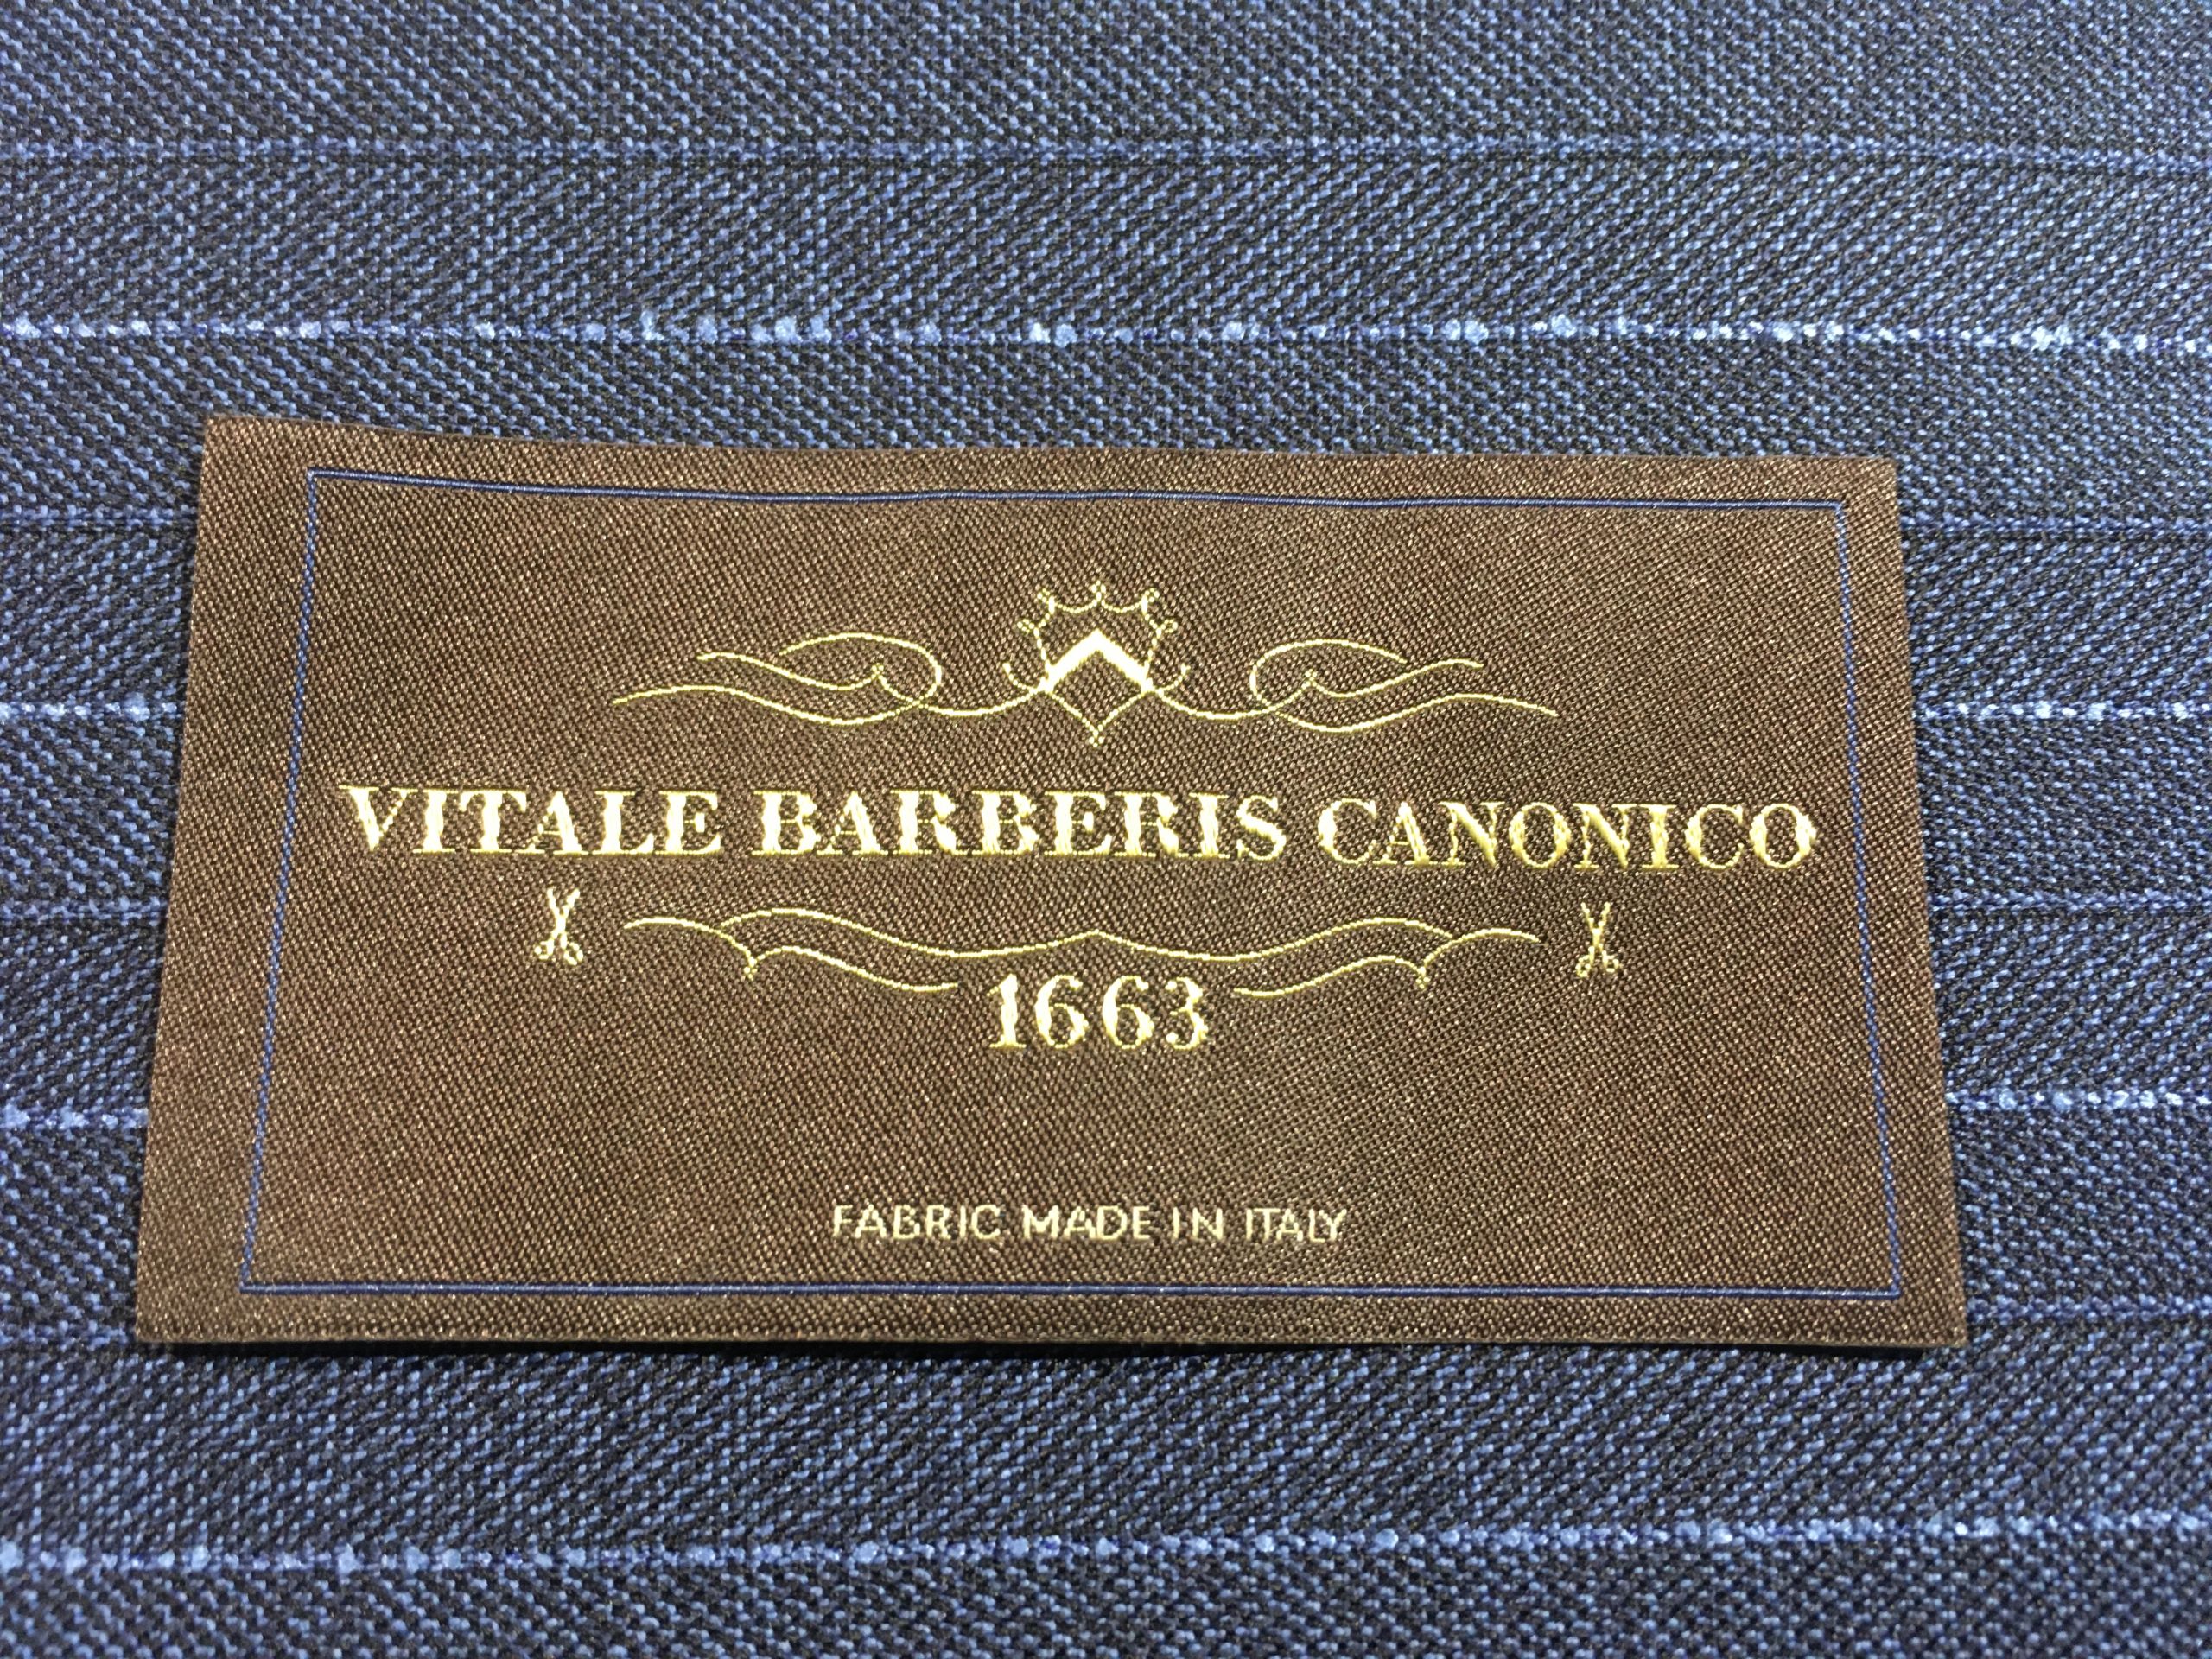 VITALE BARBERIS CANONICO
1663
FABRIC MADE IN ITALY